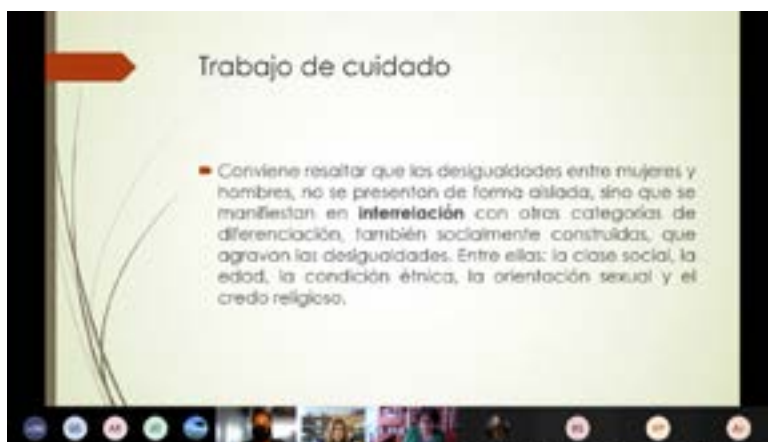 Trabajo de cuidado
Conviene resaltar que las desigualdades entre mujeres y
hombres, no se presentan de forma aislada, sino que se
manifiestan en interrelación con otras categorías de
diferenciación, también socialmente construidas, que
agravan las desigualdades. Entre ellas: la clase social, la
edad, la condición étnica, la orientación sexual y el
credo religioso.